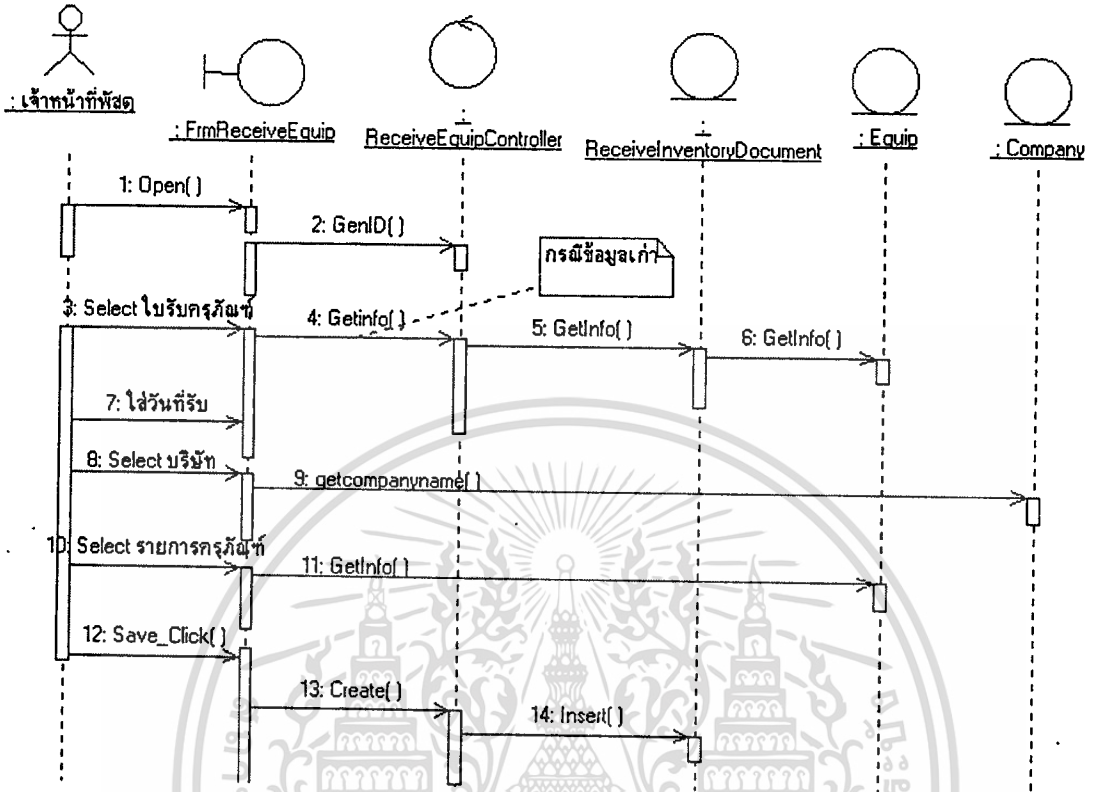 : เจ้าหน้าที่พัสดุ
: FrmReceiveEquip
:
ReceiveEquipController
:
ReceiveInventoryDocument
: Equip
: Company
1: Open( )
2: GenID( )
กรณีข้อมูลเก่า
3: Select ใบรับครุภัณฑ์
4: Getinfo( )
5: GetInfo( )
6: GetInfo( )
7: ใส่วันที่รับ
8: Select บริษัท
9: getcompanyname( )
10: Select รายการครุภัณฑ์
11: GetInfo( )
12: Save_Click( )
13: Create( )
14: Insert( )